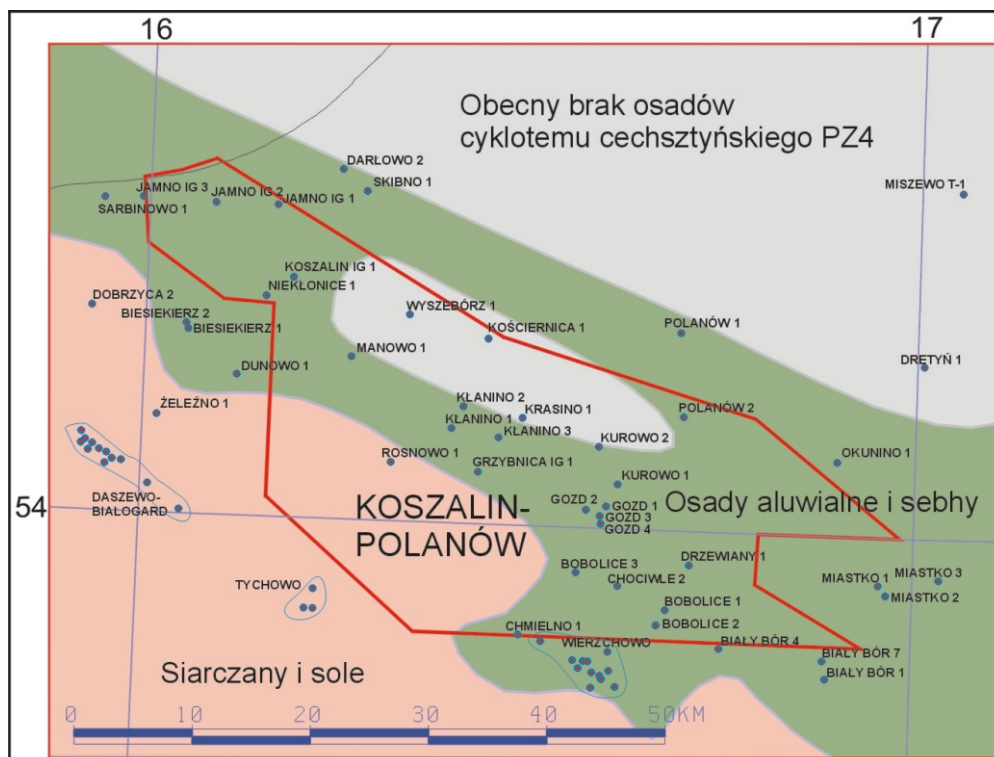 16
17
Obecny brak osadów
cyklotemu cechsztyńskiego PZ4
DARŁOWO 2
SKIBNO 1
MISZEWO T-1
JAMNO IG 3
JAMNO IG 2
JAMNO IG 1
SARBINOWO 1
KOSZALIN IG 1
NIEKŁONICE 1
DOBRZYCA 2
WYSZEBÓRZ 1
BIESIEKIERZ 2
BIESIEKIERZ 1
KOŚCIERNICA 1
POLANÓW 1
MANOWO 1
DRETYŃ 1
DUNOWO 1
KŁANINO 2
ŻELEŹNO 1
KŁANINO 1
KRASINO 1
POLANÓW 2
KŁANINO 3
KUROWO 2
ROSNOWO 1
GRZYBNICA IG 1
OKUNINO 1
KUROWO 1
54
DASZEWO-
BIAŁOGARD
KOSZALIN-
POLANÓW
GOZD 2
GOZD 1
GOZD 3
GOZD 4
Osady aluwialne i sebhy
TYCHOWO
BOBOLICE 3
DRZEWIANY 1
CHOCIWLE 2
MIASTKO 1
MIASTKO 3
MIASTKO 2
BOBOLICE 1
BOBOLICE 2
CHMIELNO 1
WIERZCHOWO
BIAŁY BÓR 4
BIAŁY BÓR 7
BIAŁY BÓR 1
Siarczany i sole
0 10 20 30 40 50KM